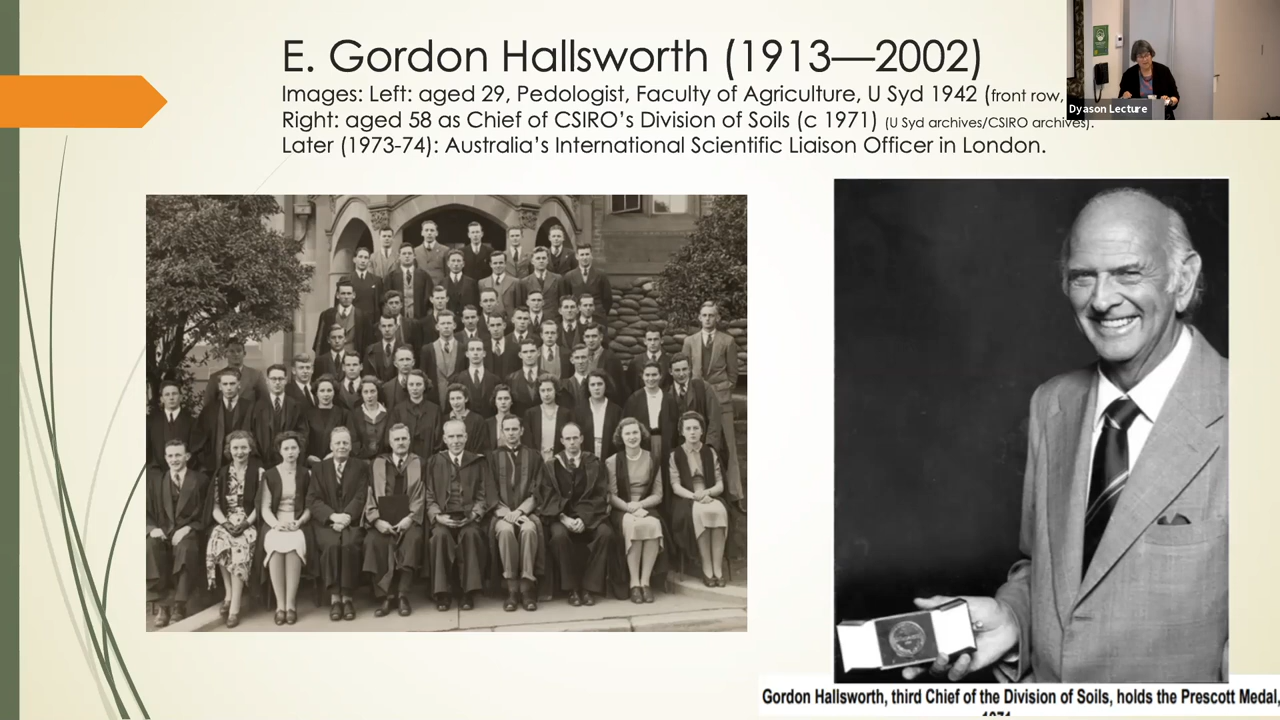 E. Gordon Hallsworth (1913—2002)
Images: Left: aged 29, Pedologist, Faculty of Agriculture, U Syd 1942 (front row,
Right: aged 58 as Chief of CSIRO’s Division of Soils (c 1971) (U Syd archives/CSIRO archives).
Later (1973-74): Australia’s International Scientific Liaison Officer in London.
Dyason Lecture
Gordon Hallsworth, third Chief of the Division of Soils, holds the Prescott Medal,